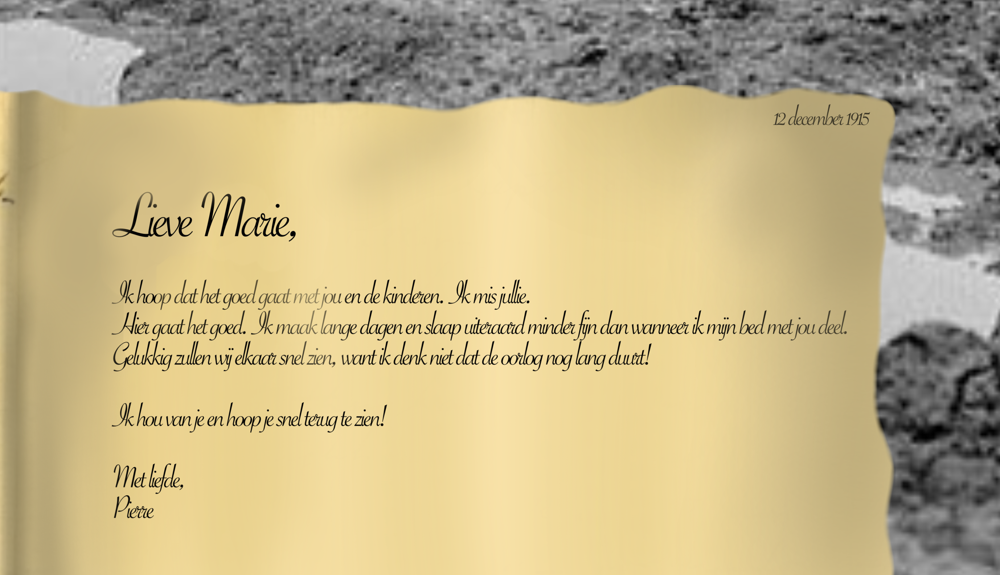 12 december 1915
Lieve Marie,
Ik hoop dat het goed gaat met jou en de kinderen. Ik mis jullie.
Hier gaat het goed. Ik maak lange dagen en slaap uiteraard minder fijn dan wanneer ik mijn bed met jou deel.
Gelukkig zullen wij elkaar snel zien, want ik denk niet dat de oorlog nog lang duurt!
Ik hou van je en hoop je snel terug te zien!
Met liefde,
Pierre